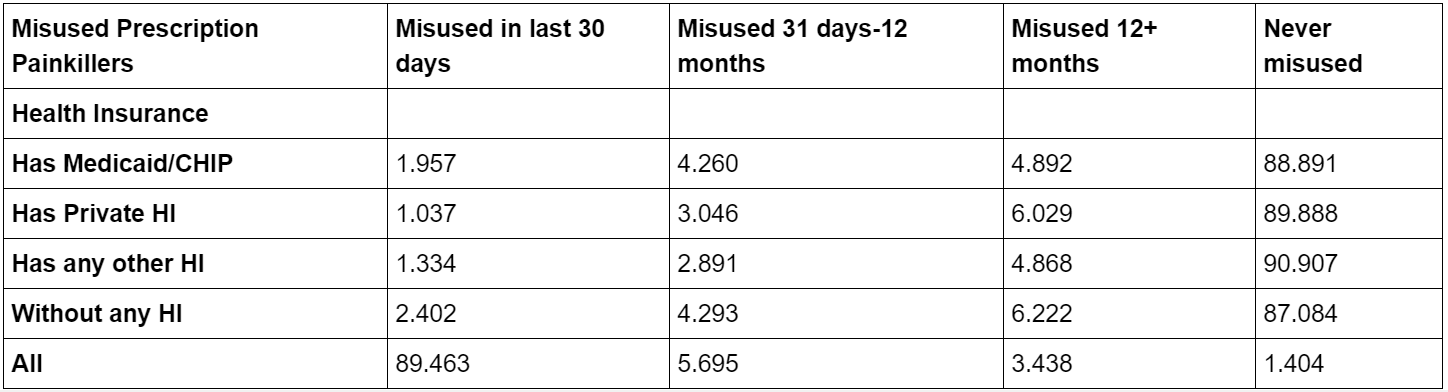 Misused Prescription Painkillers | Misused in last 30 days | Misused 31 days-12 months | Misused 12+ months | Never misused
Health Insurance
Has Medicaid/CHIP | 1.957 | 4.260 | 4.892 | 88.891
Has Private HI | 1.037 | 3.046 | 6.029 | 89.888
Has any other HI | 1.334 | 2.891 | 4.868 | 90.907
Without any HI | 2.402 | 4.293 | 6.222 | 87.084
All | 89.463 | 5.695 | 3.438 | 1.404